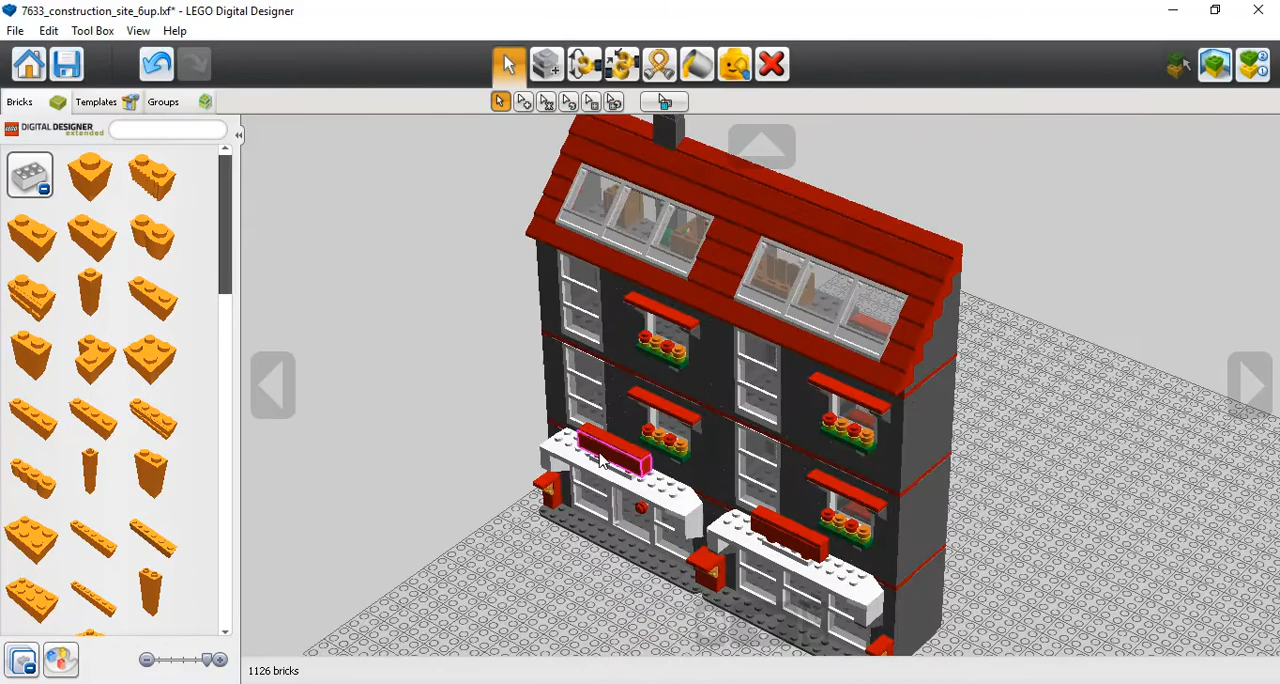 7633_construction_site_6up.lxf* - LEGO Digital Designer
File Edit Tool Box View Help
Bricks Templates Groups
LEGO DIGITAL DESIGNER
extended
1126 bricks